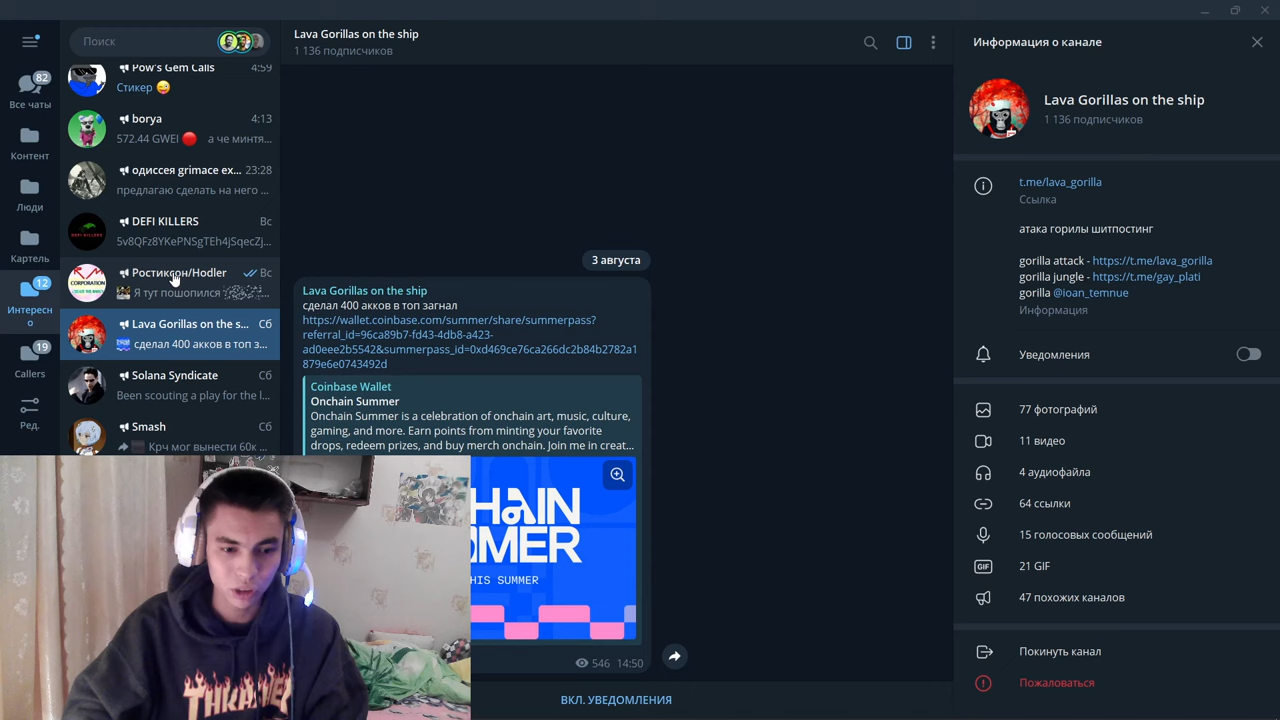 Поиск
82
Все чаты
Контент
Люди
Картель
12
Интересн
о
19
Callers
Ред.
Pow's Gem Calls 4:59
Стикер 😜
borya 4:13
572.44 GWEI 🔴 а че минтя...
одиссея grimace ex... 23:28
предлагаю сделать на него ...
DEFI KILLERS Вс
5v8QFz8YKePNSgTEh4jSqecZj...
Ростиксон/Hodler Вс
Я тут пошопился
Lava Gorillas on the s... Сб
сделал 400 акков в топ з...
Solana Syndicate Сб
Been scouting a play for the l...
Smash Сб
Крч мог вынести 60к ...
Lava Gorillas on the ship
1 136 подписчиков
3 августа
Lava Gorillas on the ship
сделал 400 акков в топ загнал
https://wallet.coinbase.com/summer/share/summerpass?
referral_id=96ca89b7-fd43-4db8-a423-
ad0eee2b5542&summerpass_id=0xd469ce76ca266dc2b84b2782a1
879e6e0743492d
Coinbase Wallet
Onchain Summer
Onchain Summer is a celebration of onchain art, music, culture,
gaming, and more. Earn points from minting your favorite
drops, redeem prizes, and buy merch onchain. Join me in creat...
HAIN
MER
HIS SUMMER
546 14:50
ВКЛ. УВЕДОМЛЕНИЯ
Информация о канале
Lava Gorillas on the ship
1 136 подписчиков
t.me/lava_gorilla
Ссылка
атака горилы шитпостинг
gorilla attack - https://t.me/lava_gorilla
gorilla jungle - https://t.me/gay_plati
gorilla @ioan_temnue
Информация
Уведомления
77 фотографий
11 видео
4 аудиофайла
64 ссылки
15 голосовых сообщений
GIF 21 GIF
47 похожих каналов
Покинуть канал
Пожаловаться